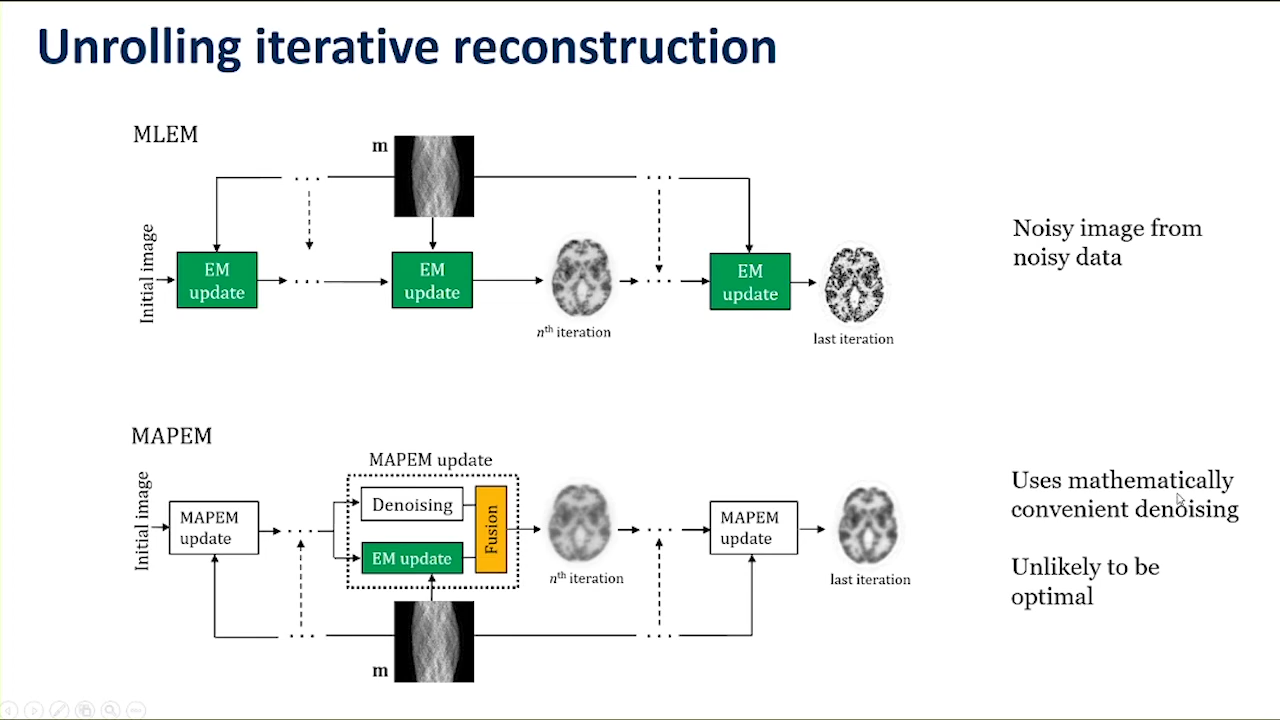 Unrolling iterative reconstruction
MLEM
m
Initial image
EM
update
EM
update
EM
update
nth iteration
last iteration
Noisy image from
noisy data
MAPEM
MAPEM update
Initial image
MAPEM
update
Denoising
EM update
Fusion
MAPEM
update
nth iteration
last iteration
m
Uses mathematically
convenient denoising
Unlikely to be
optimal